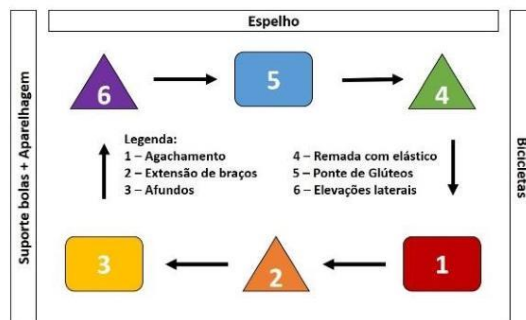 Espelho
Suporte bolas + Aparelhagem
6
5
4
Legenda:
1 – Agachamento
2 – Extensão de braços
3 – Afundos
4 – Remada com elástico
5 – Ponte de Glúteos
6 – Elevações laterais
Bicicletas
3
2
1